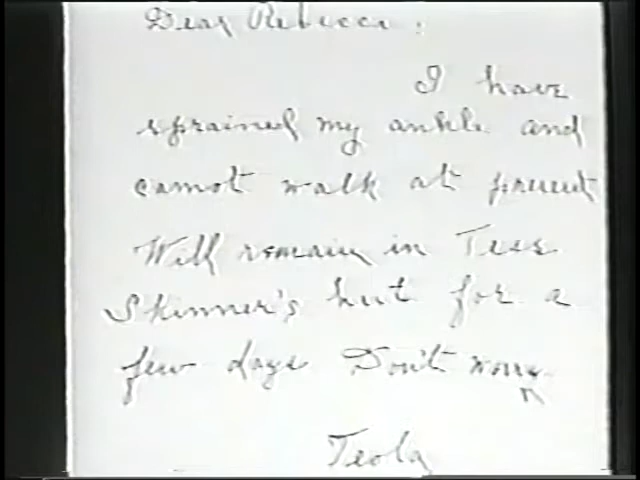 Dear Rebecca :
I have
sprained my ankle and
cannot walk at present
Will remain in Tess
Skinner's hut for a
few days Don't worry
Teola